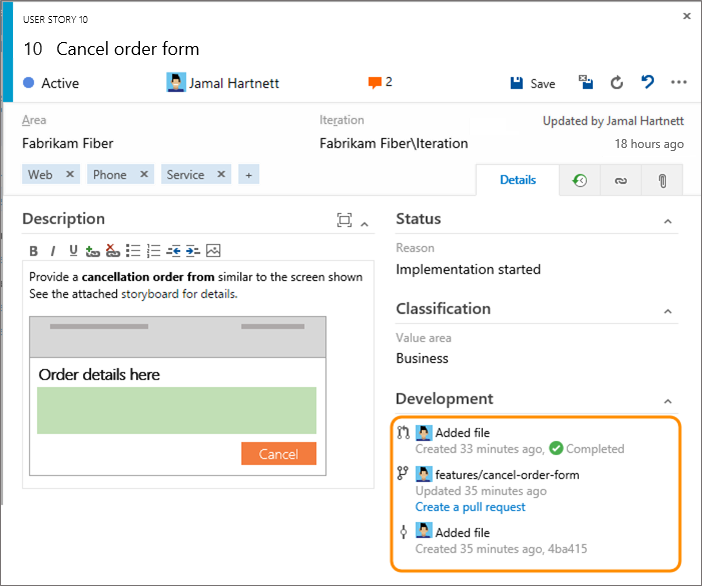 USER STORY 10
10 Cancel order form
Active
Jamal Hartnett
2
Save
Area
Fabrikam Fiber
Iteration
Fabrikam Fiber\Iteration
Updated by Jamal Hartnett
18 hours ago
Web
Phone
Service
+
Details
Description
B I U
Provide a cancellation order from similar to the screen shown
See the attached storyboard for details.
Order details here
Cancel
Status
Reason
Implementation started
Classification
Value area
Business
Development
Added file
Created 33 minutes ago, Completed
features/cancel-order-form
Updated 35 minutes ago
Create a pull request
Added file
Created 35 minutes ago, 4ba415